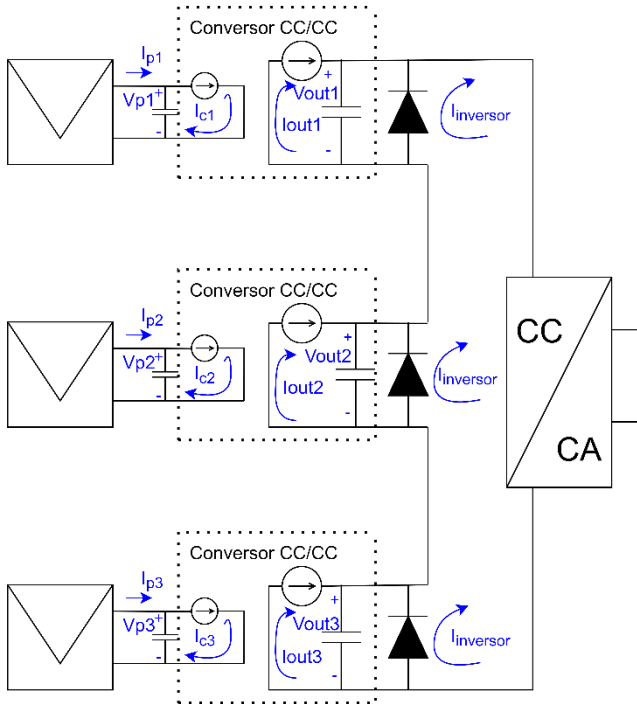 Conversor CC/CC
Ip1
Vp1
+
-
Ic1
Iout1
Vout1
+
-
Iinversor
Conversor CC/CC
Ip2
Vp2
+
-
Ic2
Iout2
Vout2
+
-
Iinversor
CC
CA
Conversor CC/CC
Ip3
Vp3
+
-
Ic3
Iout3
Vout3
+
-
Iinversor